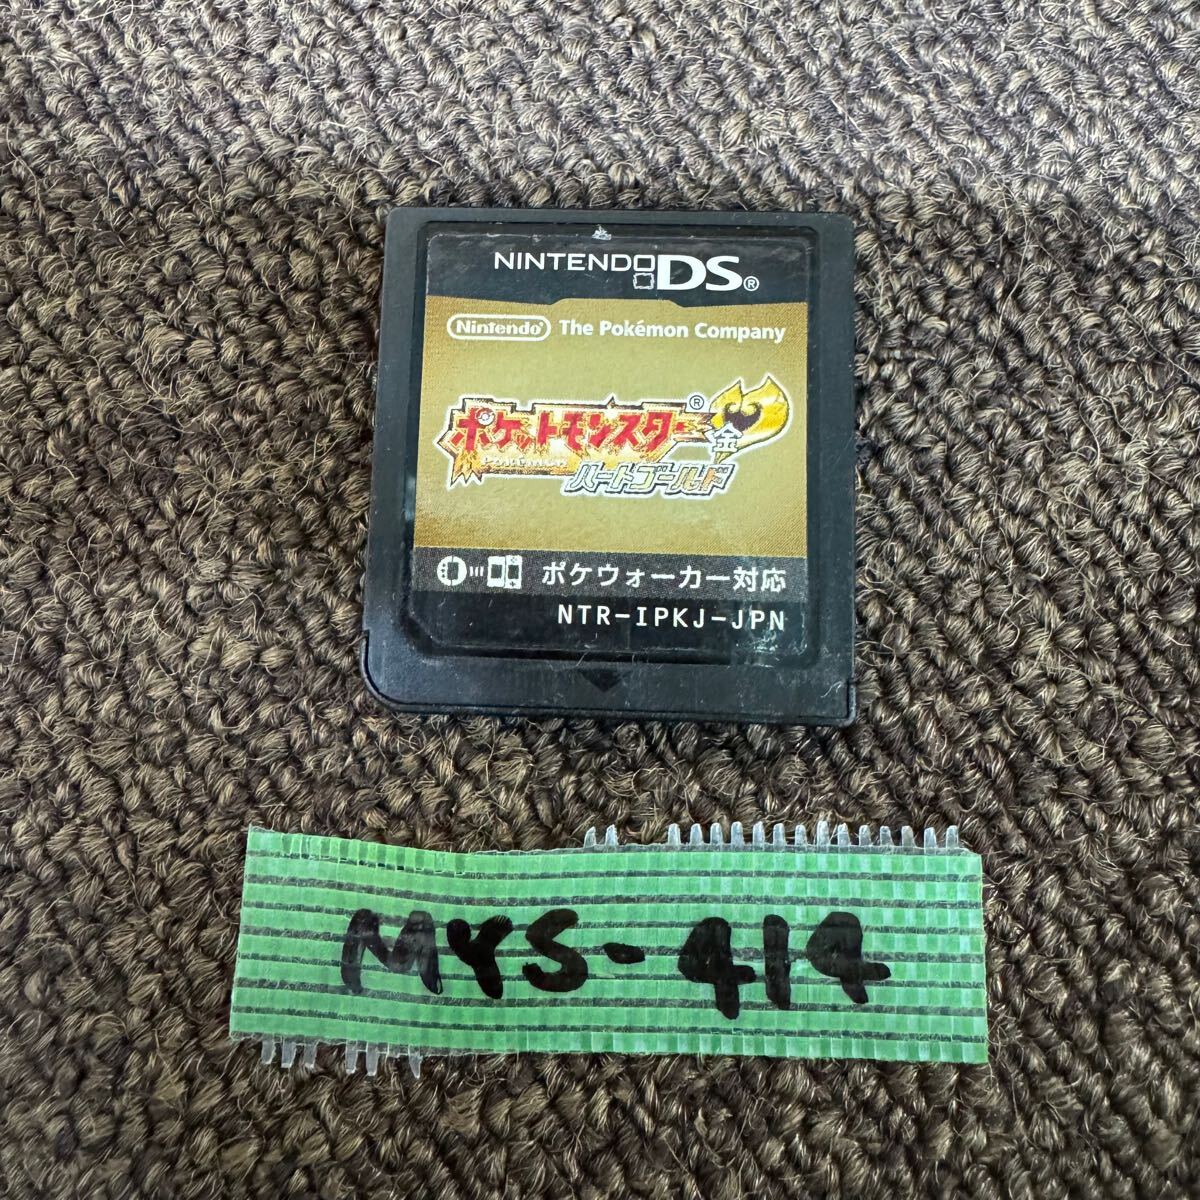 NINTENDO DS®
Nintendo® The Pokémon Company
ポケットモンスター®
金
ハートゴールド
ポケウォーカー対応
NTR-IPKJ-JPN
MYS-414